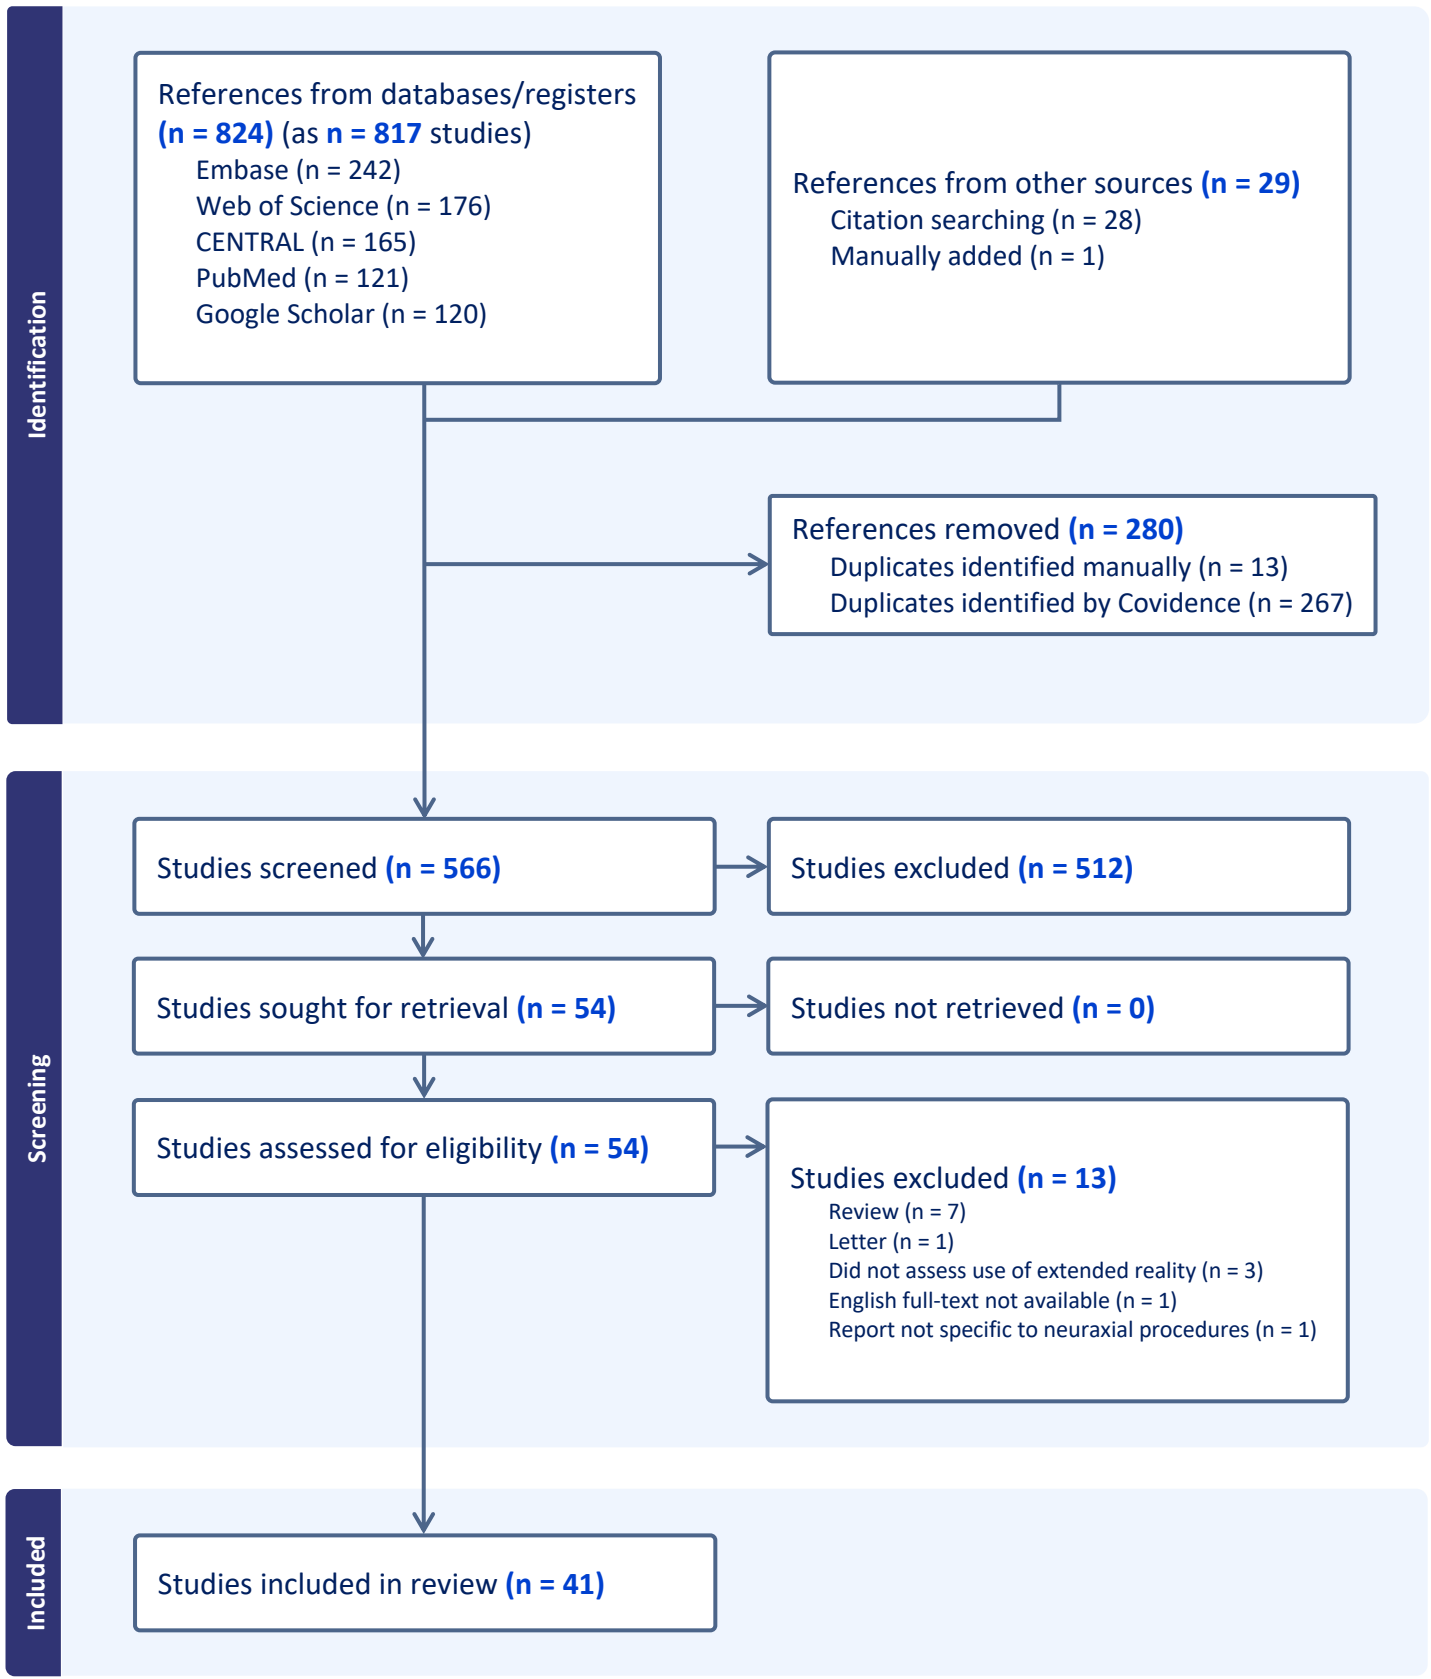 Identification
References from databases/registers
(n = 824) (as n = 817 studies)
Embase (n = 242)
Web of Science (n = 176)
CENTRAL (n = 165)
PubMed (n = 121)
Google Scholar (n = 120)
References from other sources (n = 29)
Citation searching (n = 28)
Manually added (n = 1)
References removed (n = 280)
Duplicates identified manually (n = 13)
Duplicates identified by Covidence (n = 267)
Screening
Studies screened (n = 566)
Studies excluded (n = 512)
Studies sought for retrieval (n = 54)
Studies not retrieved (n = 0)
Studies assessed for eligibility (n = 54)
Studies excluded (n = 13)
Review (n = 7)
Letter (n = 1)
Did not assess use of extended reality (n = 3)
English full-text not available (n = 1)
Report not specific to neuraxial procedures (n = 1)
Included
Studies included in review (n = 41)